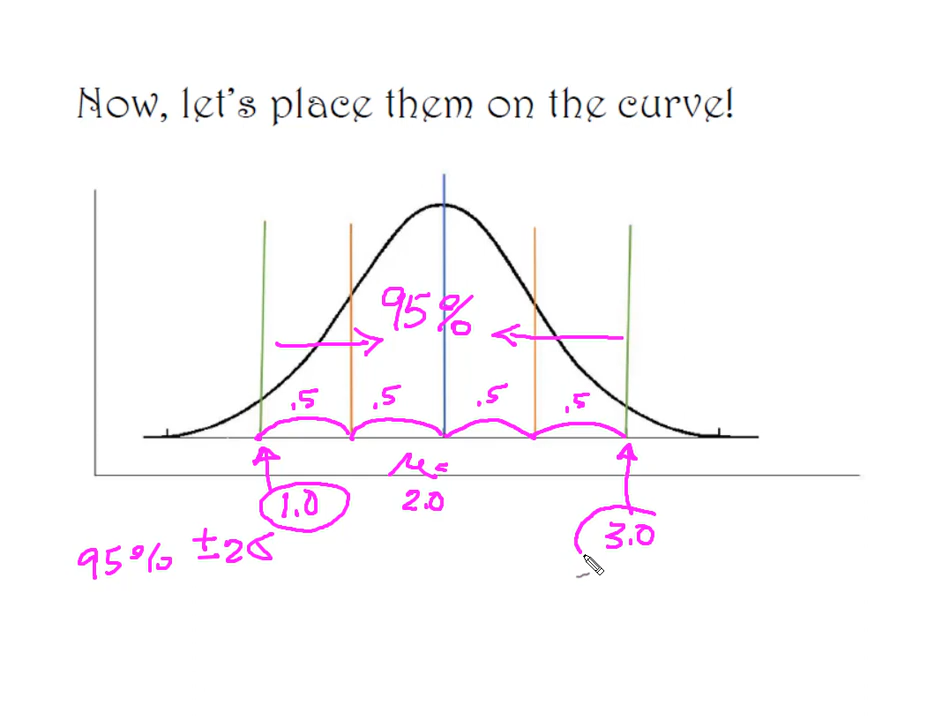 Now, let's place them on the curve!
95%
.5 .5 .5 .5
μ=
2.0
1.0
3.0
95% ±2σ